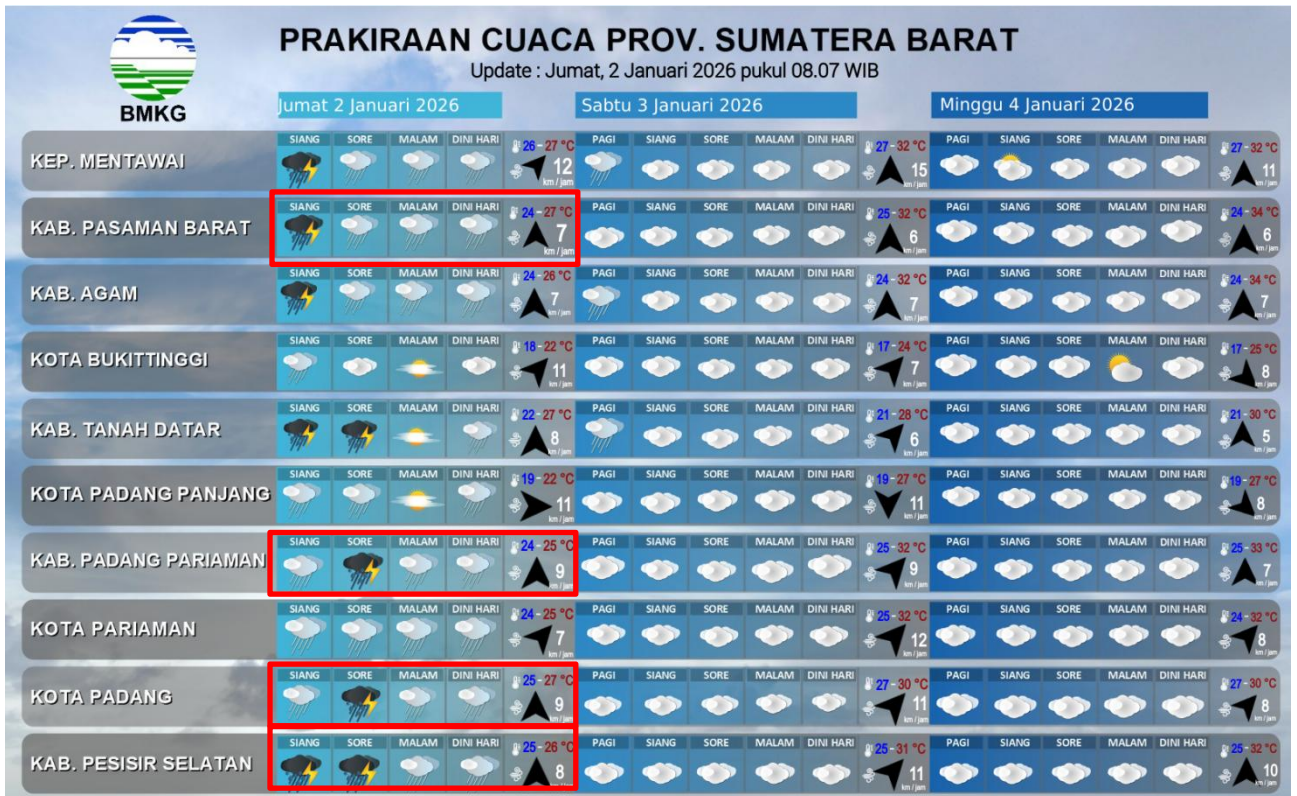 PRAKIRAAN CUACA PROV. SUMATERA BARAT
Update : Jumat, 2 Januari 2026 pukul 08.07 WIB
BMKG
Jumat 2 Januari 2026 Sabtu 3 Januari 2026 Minggu 4 Januari 2026
SIANG SORE MALAM DINI HARI PAGI SIANG SORE MALAM DINI HARI PAGI SIANG SORE MALAM DINI HARI
KEP. MENTAWAI 26 - 27 °C 12 km / jam 27 - 32 °C 15 km / jam 27 - 32 °C 11 km / jam
SIANG SORE MALAM DINI HARI PAGI SIANG SORE MALAM DINI HARI PAGI SIANG SORE MALAM DINI HARI
KAB. PASAMAN BARAT 24 - 27 °C 7 km / jam 25 - 32 °C 6 km / jam 24 - 34 °C 6 km / jam
SIANG SORE MALAM DINI HARI PAGI SIANG SORE MALAM DINI HARI PAGI SIANG SORE MALAM DINI HARI
KAB. AGAM 24 - 26 °C 7 km / jam 24 - 32 °C 7 km / jam 24 - 34 °C 7 km / jam
SIANG SORE MALAM DINI HARI PAGI SIANG SORE MALAM DINI HARI PAGI SIANG SORE MALAM DINI HARI
KOTA BUKITTINGGI 18 - 22 °C 11 km / jam 17 - 24 °C 7 km / jam 17 - 25 °C 8 km / jam
SIANG SORE MALAM DINI HARI PAGI SIANG SORE MALAM DINI HARI PAGI SIANG SORE MALAM DINI HARI
KAB. TANAH DATAR 22 - 27 °C 8 km / jam 21 - 28 °C 6 km / jam 21 - 30 °C 5 km / jam
SIANG SORE MALAM DINI HARI PAGI SIANG SORE MALAM DINI HARI PAGI SIANG SORE MALAM DINI HARI
KOTA PADANG PANJANG 19 - 22 °C 11 km / jam 19 - 27 °C 11 km / jam 19 - 27 °C 8 km / jam
SIANG SORE MALAM DINI HARI PAGI SIANG SORE MALAM DINI HARI PAGI SIANG SORE MALAM DINI HARI
KAB. PADANG PARIAMAN 24 - 25 °C 9 km / jam 25 - 32 °C 9 km / jam 25 - 33 °C 7 km / jam
SIANG SORE MALAM DINI HARI PAGI SIANG SORE MALAM DINI HARI PAGI SIANG SORE MALAM DINI HARI
KOTA PARIAMAN 24 - 25 °C 7 km / jam 25 - 32 °C 12 km / jam 24 - 32 °C 8 km / jam
SIANG SORE MALAM DINI HARI PAGI SIANG SORE MALAM DINI HARI PAGI SIANG SORE MALAM DINI HARI
KOTA PADANG 25 - 27 °C 9 km / jam 27 - 30 °C 11 km / jam 27 - 30 °C 8 km / jam
SIANG SORE MALAM DINI HARI PAGI SIANG SORE MALAM DINI HARI PAGI SIANG SORE MALAM DINI HARI
KAB. PESISIR SELATAN 25 - 26 °C 8 km / jam 25 - 31 °C 11 km / jam 25 - 32 °C 10 km / jam